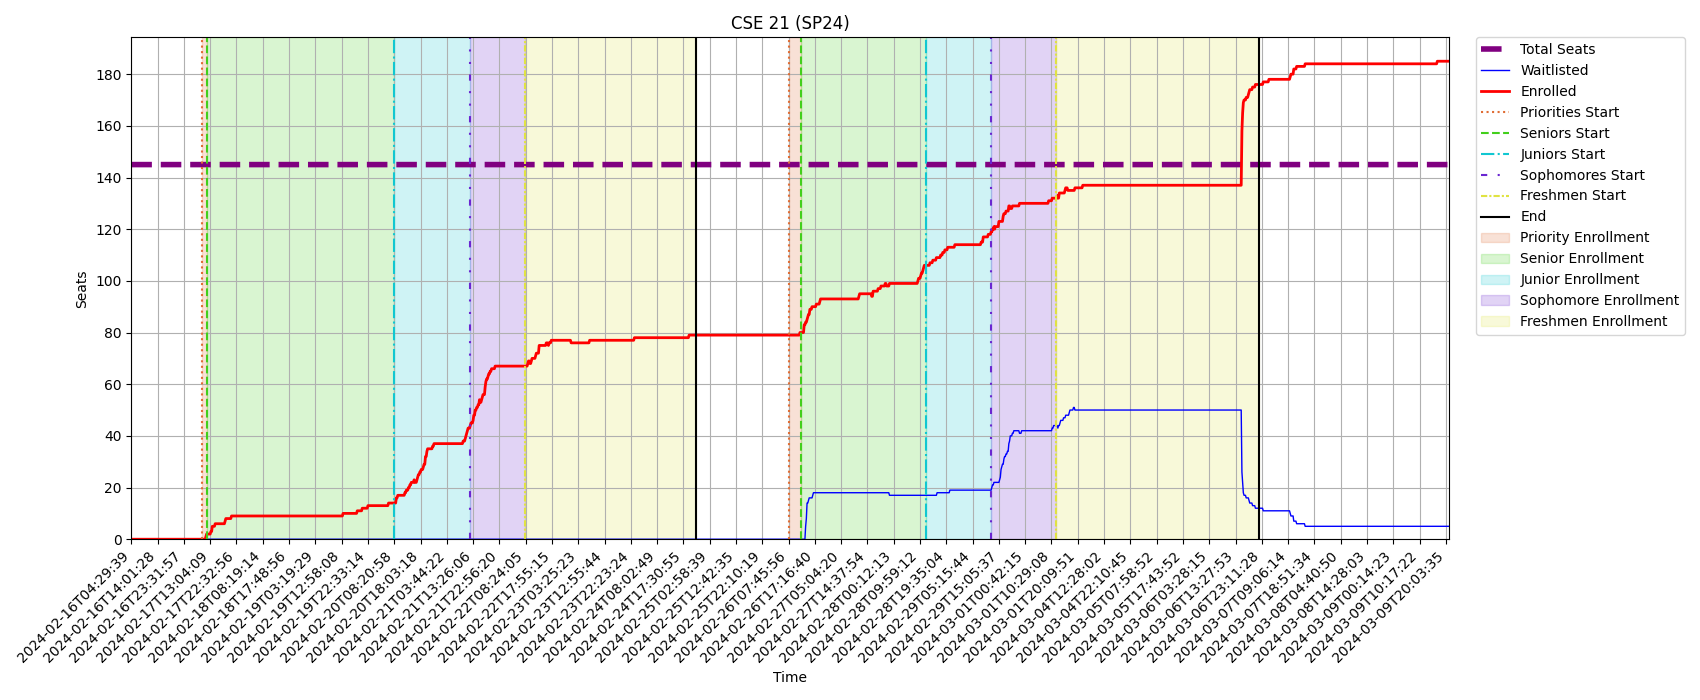 CSE 21 (SP24)
Seats
180
160
140
120
100
80
60
40
20
0
2024-02-16T04:29:39
2024-02-16T14:01:28
2024-02-16T23:31:57
2024-02-17T13:04:09
2024-02-17T22:32:56
2024-02-18T08:19:14
2024-02-18T17:48:56
2024-02-19T03:19:29
2024-02-19T12:58:08
2024-02-19T22:33:14
2024-02-20T08:20:58
2024-02-20T18:03:18
2024-02-21T03:44:22
2024-02-21T13:26:06
2024-02-21T22:56:20
2024-02-22T08:24:05
2024-02-22T17:55:15
2024-02-23T03:25:23
2024-02-23T12:55:44
2024-02-23T22:23:24
2024-02-24T08:02:49
2024-02-24T17:30:55
2024-02-25T02:58:39
2024-02-25T12:42:35
2024-02-25T22:10:19
2024-02-26T07:45:56
2024-02-26T17:16:40
2024-02-27T05:04:20
2024-02-27T14:37:54
2024-02-28T00:12:13
2024-02-28T09:59:12
2024-02-28T19:35:04
2024-02-29T05:15:44
2024-02-29T15:05:37
2024-03-01T00:42:15
2024-03-01T10:29:08
2024-03-01T20:09:51
2024-03-04T12:28:02
2024-03-04T22:10:45
2024-03-05T07:58:52
2024-03-05T17:43:52
2024-03-06T03:28:15
2024-03-06T13:27:53
2024-03-06T23:11:28
2024-03-07T09:06:14
2024-03-07T18:51:34
2024-03-08T04:40:50
2024-03-08T14:28:03
2024-03-09T00:14:23
2024-03-09T10:17:22
2024-03-09T20:03:35
Time
Total Seats
Waitlisted
Enrolled
Priorities Start
Seniors Start
Juniors Start
Sophomores Start
Freshmen Start
End
Priority Enrollment
Senior Enrollment
Junior Enrollment
Sophomore Enrollment
Freshmen Enrollment